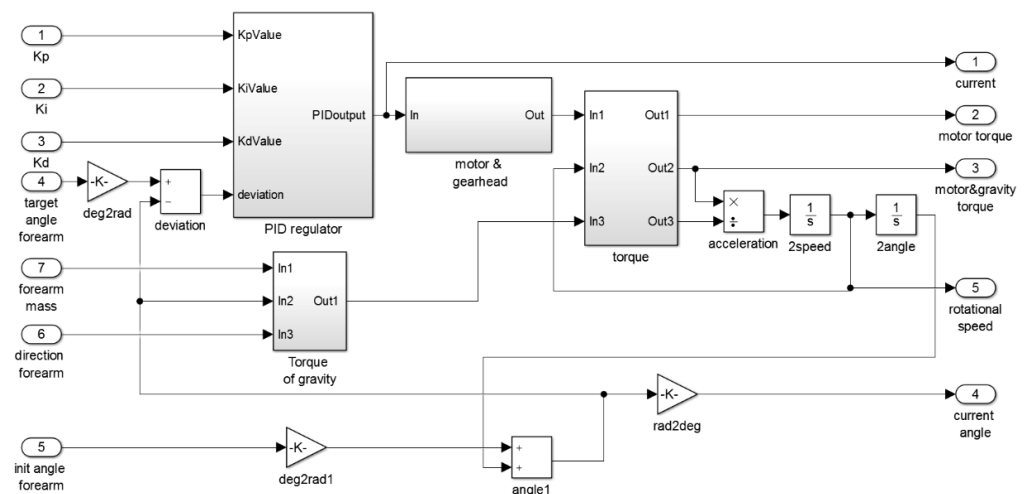 1
Kp
2
Ki
3
Kd
4
target
angle
forearm
-K-
deg2rad
+
−
deviation
KpValue
KiValue
KdValue
deviation
PIDoutput
PID regulator
In
Out
motor &
gearhead
In1
In2
In3
Out1
Out2
Out3
torque
×
÷
acceleration
1
s
2speed
1
s
2angle
1
current
2
motor torque
3
motor&gravity
torque
5
rotational
speed
7
forearm
mass
6
direction
forearm
In1
In2
In3
Out1
Torque
of gravity
-K-
rad2deg
4
current
angle
5
init angle
forearm
-K-
deg2rad1
+
+
angle1